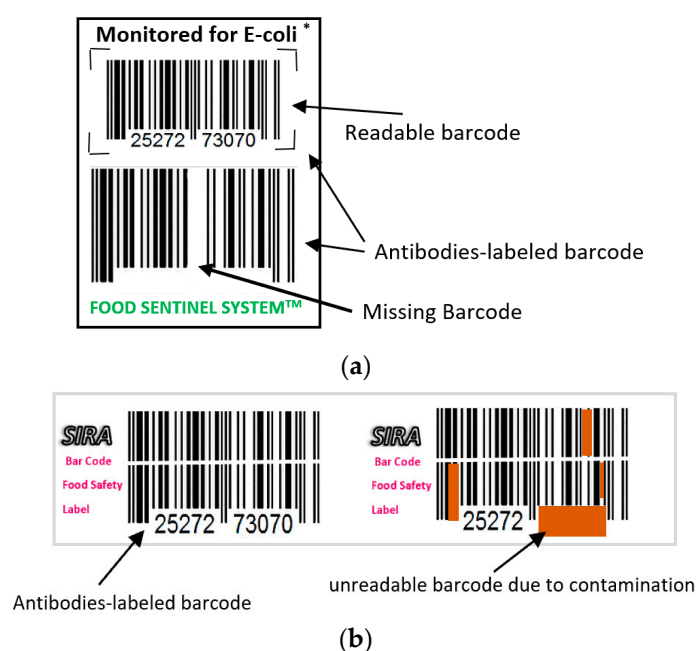 Monitored for E-coli *
25272 73070
Readable barcode
Antibodies-labeled barcode
Missing Barcode
FOOD SENTINEL SYSTEM™
(a)
SIRA
Bar Code
Food Safety
Label
25272 73070
Antibodies-labeled barcode
SIRA
Bar Code
Food Safety
Label
25272
unreadable barcode due to contamination
(b)